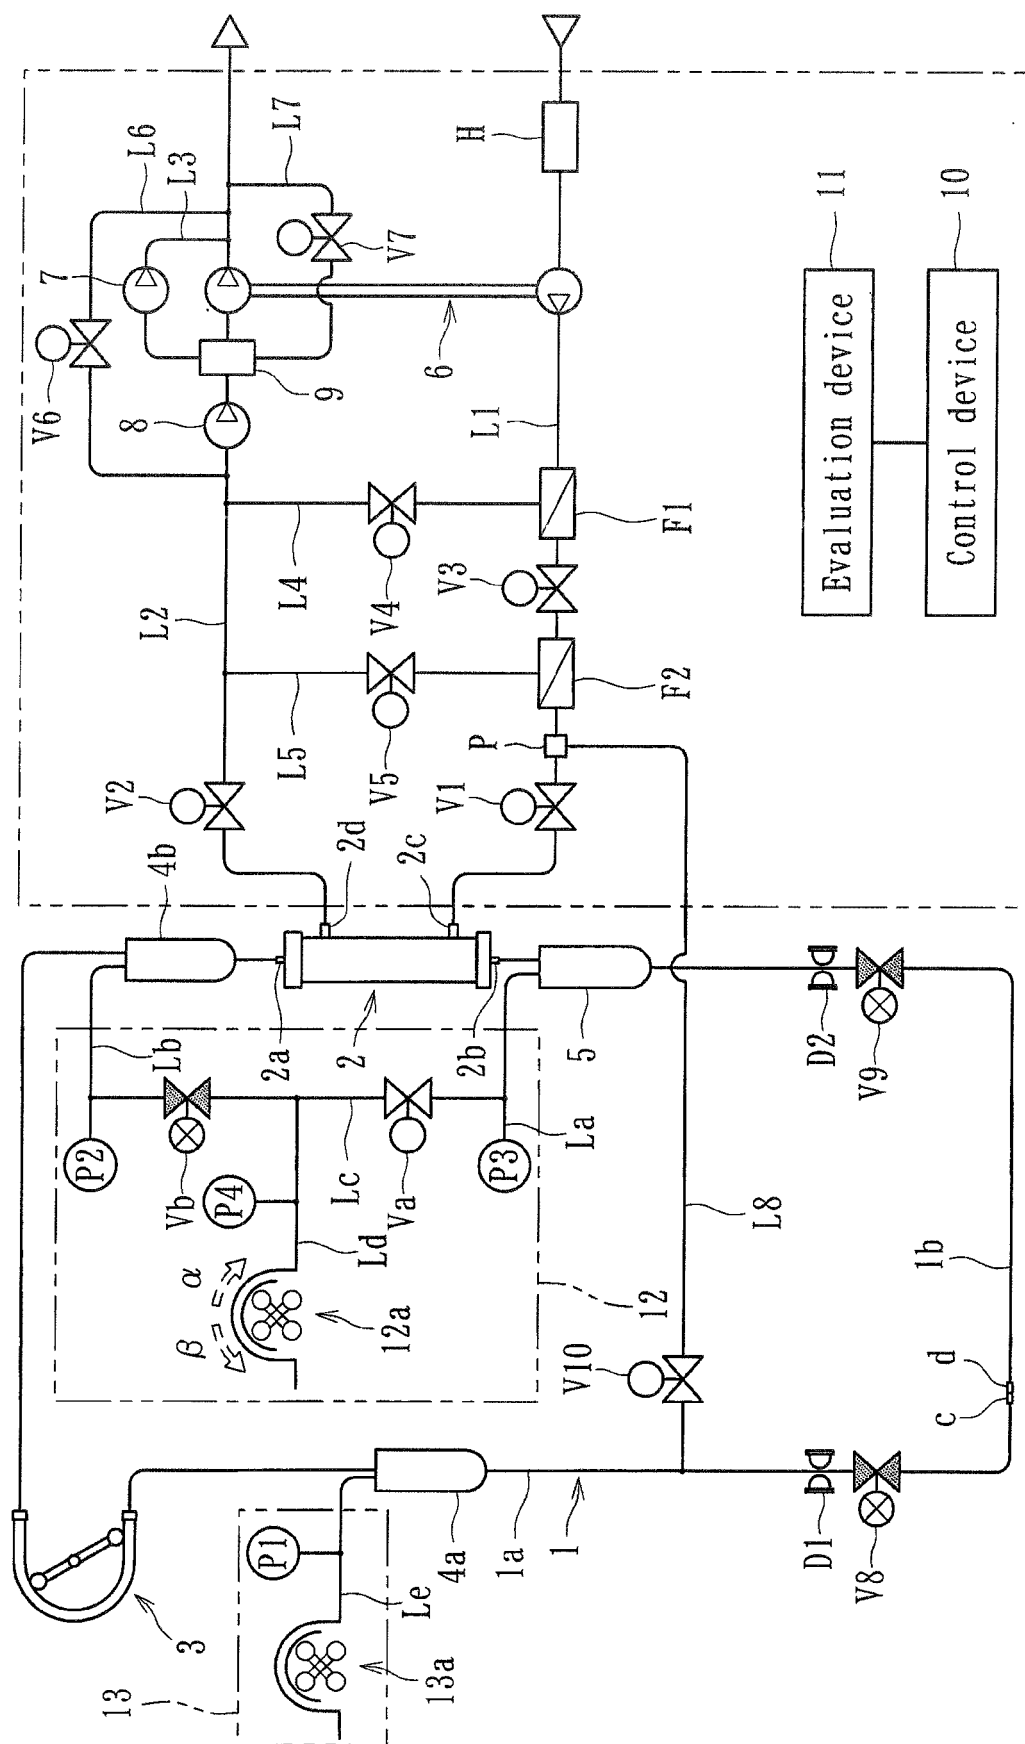 V6
7
L6
3
13
8
4b
V2
L2
L3
P2
Lb
β
α
Vb
P4
P1
2a
L5
L4
9
L7
Lc
Ld
2
2d
V5
V4
V7
12a
Va
2c
6
13a
Le
4a
2b
P
L1
H
P3
1a
V1
V3
1
V10
La
5
12
F2
F1
L8
D1
D2
11
Evaluation device
V8
V9
1b
c
d
10
Control device